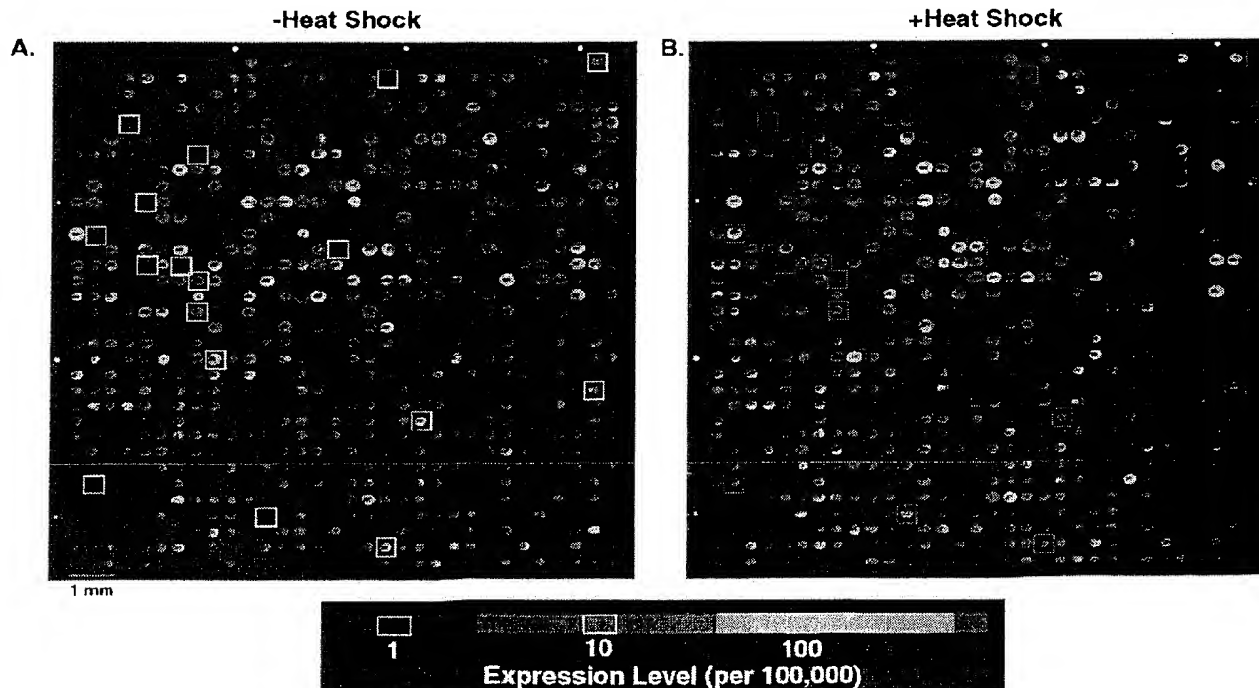 -Heat Shock
+Heat Shock
A.
B.
1 mm
1
10
100
Expression Level (per 100,000)